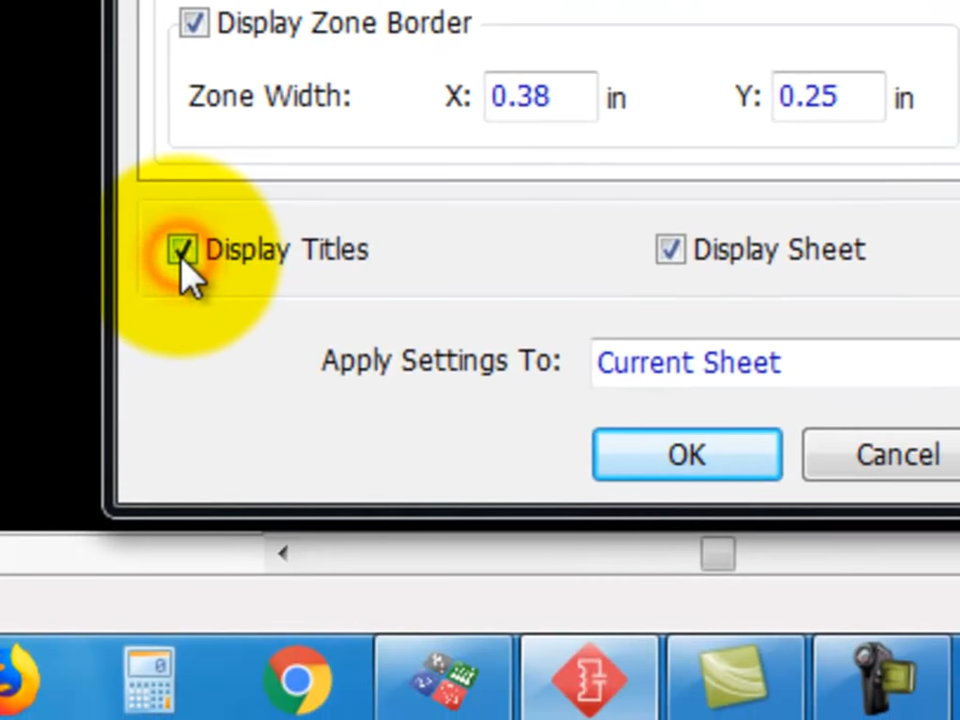 Display Zone Border
Zone Width: X: 0.38 in Y: 0.25 in
Display Titles Display Sheet
Apply Settings To: Current Sheet
OK Cancel
0